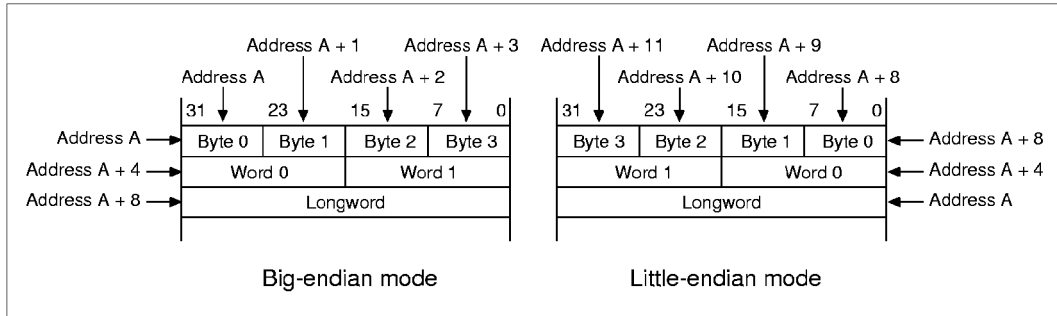 Address A + 1 Address A + 3 Address A + 11 Address A + 9
Address A Address A + 2 Address A + 10 Address A + 8
31 23 15 7 0 31 23 15 7 0
Address A Byte 0 Byte 1 Byte 2 Byte 3 Byte 3 Byte 2 Byte 1 Byte 0 Address A + 8
Address A + 4 Word 0 Word 1 Word 1 Word 0 Address A + 4
Address A + 8 Longword Longword Address A
Big-endian mode Little-endian mode